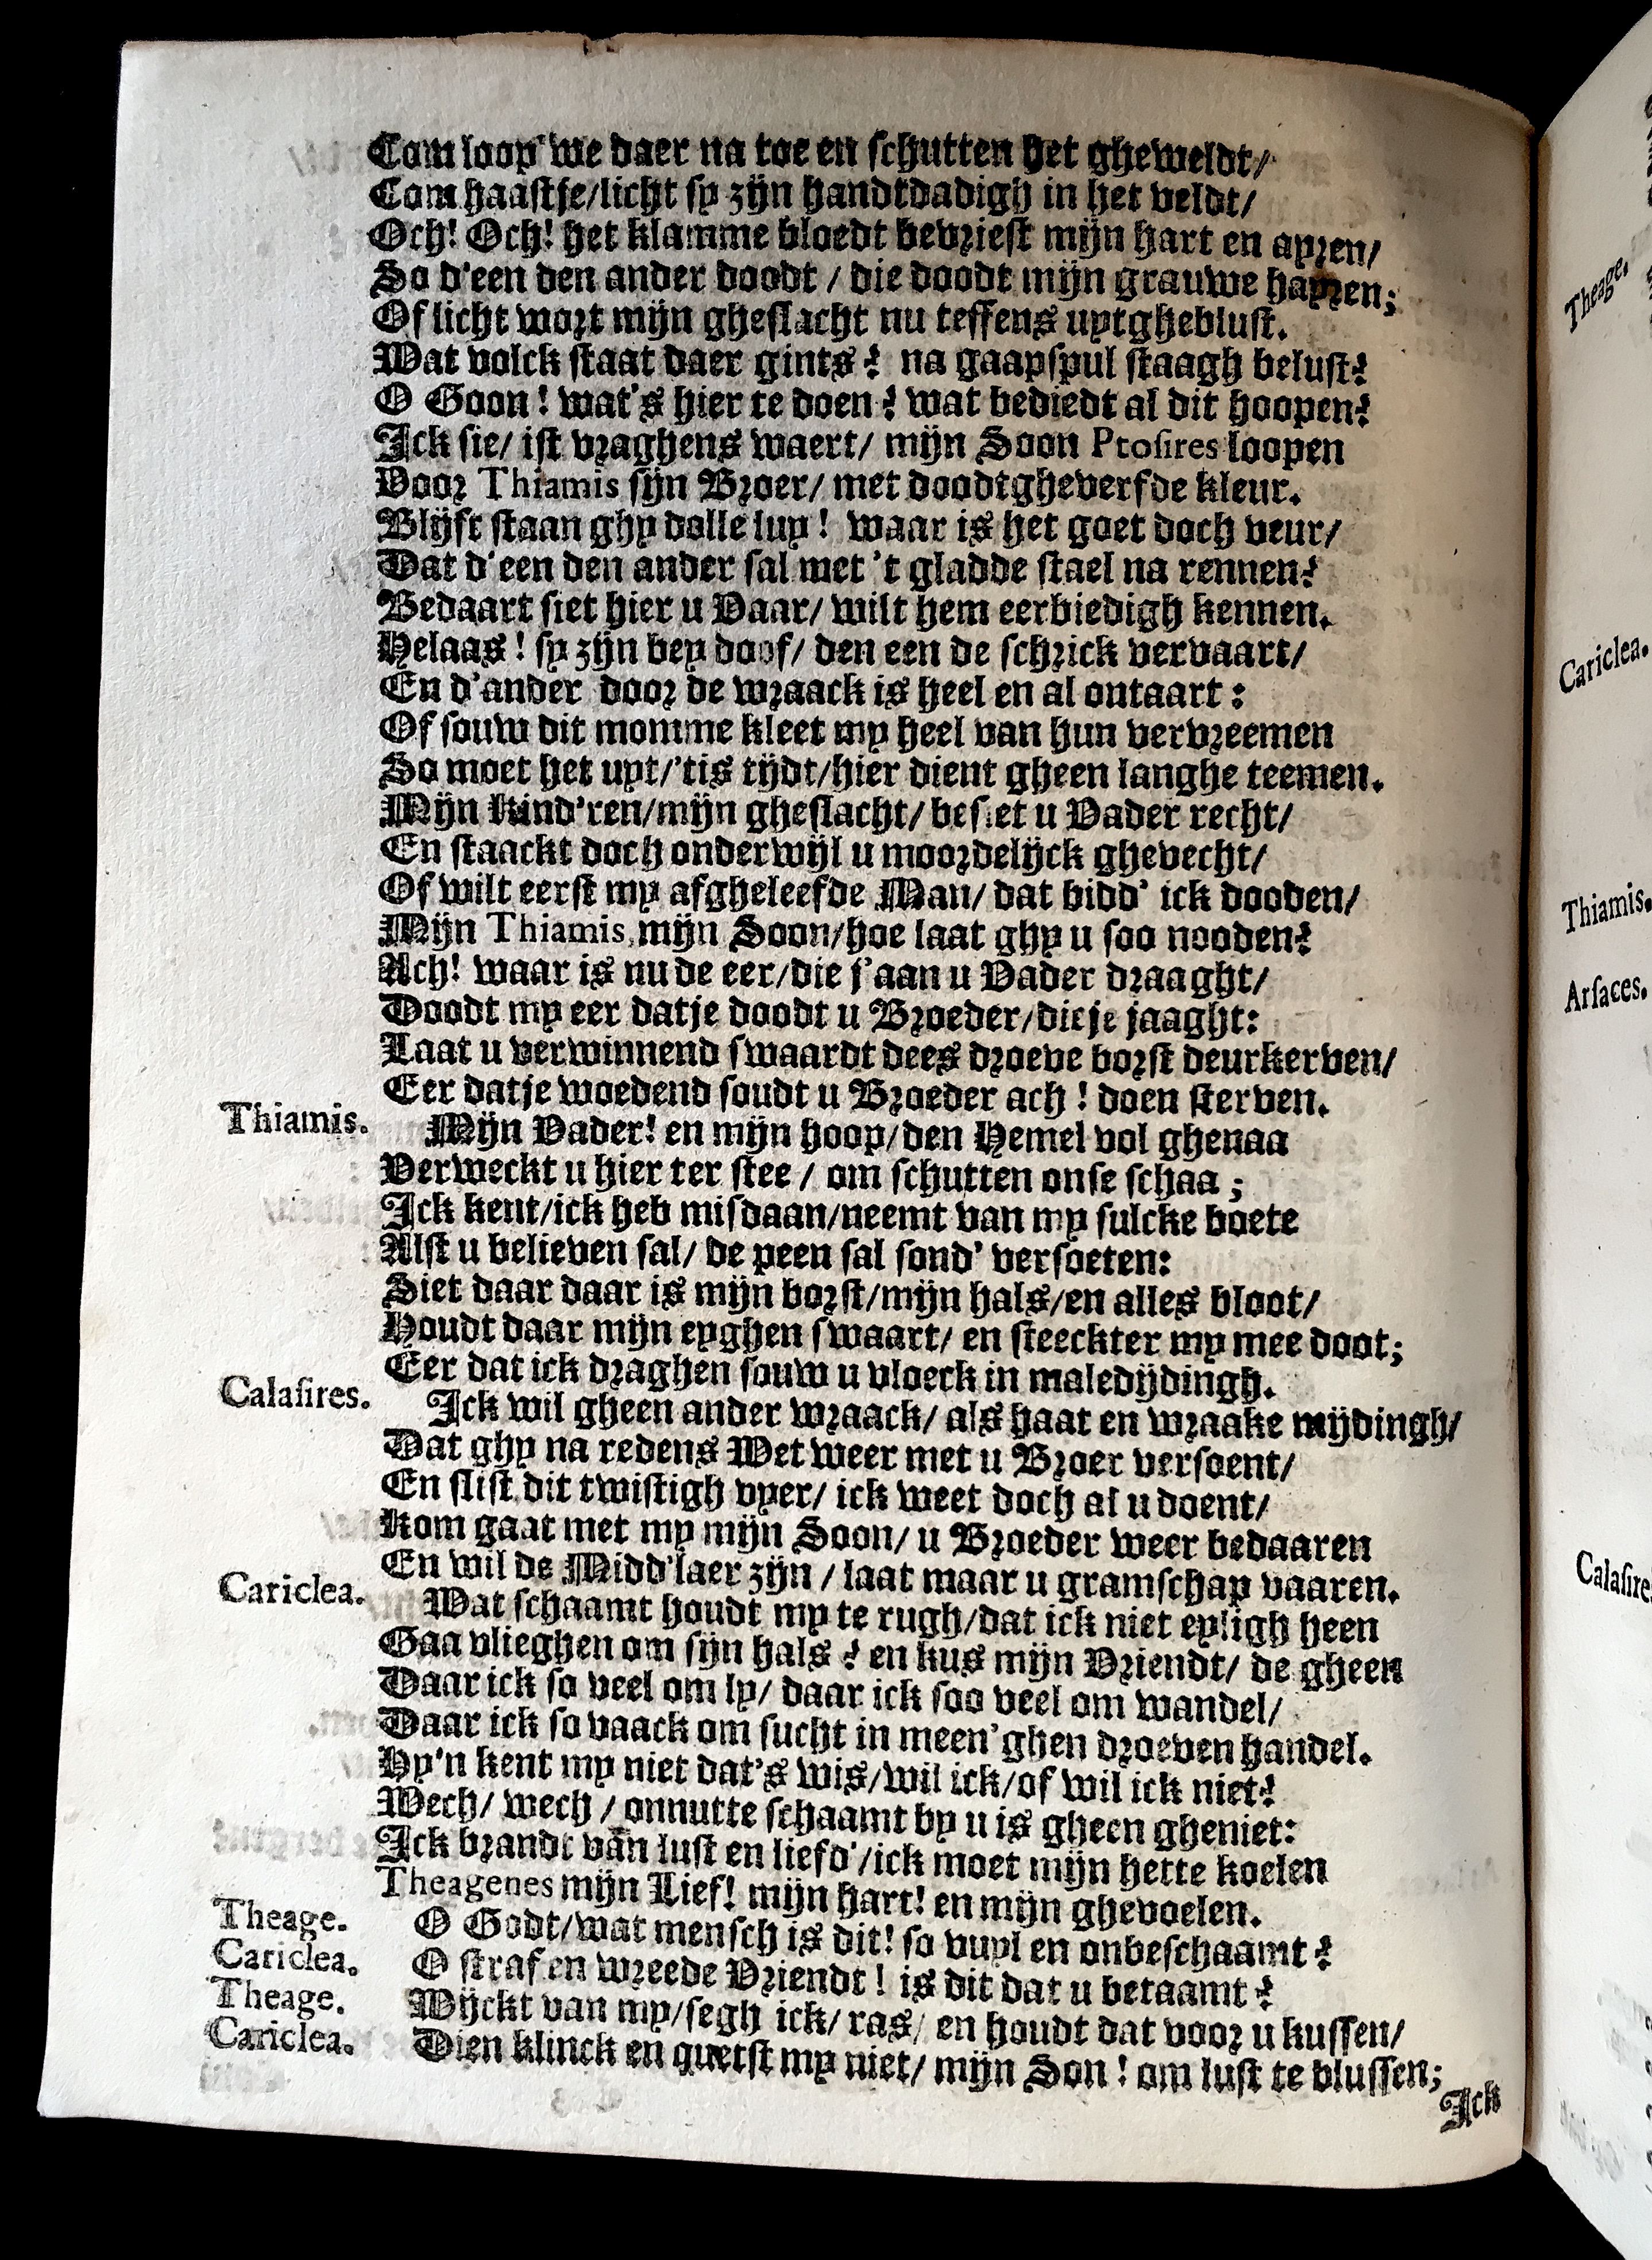 Com loop' we daer na toe en schutten het gheweldt/
Com haastje/licht sy zijn handtdadigh in het veldt/
Och! Och! het klamme bloedt bevriest mijn hart en ayren/
So d'een den ander doodt / die doodt mijn grauwe hayren;
Of licht wort mijn gheslacht nu teffens uytgheblust.
Wat volck staat daer gints? na gaapspul staagh belust?
O Goon! wat's hier te doen? wat bediedt al dit hoopen?
Ick sie/ ist vraghens waert/ mijn Soon Ptosires loopen
Voor Thiamis sijn Broer/ met doodtgheverfde kleur.
Blijft staan ghy dolle luy! waar is het goet doch veur/
Dat d'een den ander sal met 't gladde stael na rennen?
Bedaart siet hier u Vaar/ wilt hem eerbiedigh kennen.
Helaas! sy zijn bey doof/ den een de schrick vervaart/
En d'ander door de wraack is heel en al ontaart:
Of souw dit momme kleet my heel van hun vervreemen
So moet het uyt/'tis tijdt/hier dient gheen langhe teemen.
Mijn kind'ren/mijn gheslacht/ besiet u Vader recht/
En staackt doch onderwijl u moordelijck ghevecht/
Of wilt eerst my afgheleefde Man/ dat bidd' ick dooden/
Mijn Thiamis, mijn Soon/hoe laat ghy u soo nooden?
Ach! waar is nu de eer/die j'aan u Vader draaght/
Doodt my eer datje doodt u Broeder/die je jaaght:
Laat u verwinnend swaardt dees droeve borst deurkerven/
Eer datje woedend soudt u Broeder ach! doen sterven.
Thiamis. Mijn Vader! en mijn hoop/den Hemel vol ghenaa
Verweckt u hier ter stee / om schutten onse schaa;
Ick kent/ick heb misdaan/neemt van my sulcke boete
Alst u believen sal/ de peen sal sond' versoeten:
Siet daar daar is mijn borst/mijn hals/en alles bloot/
Houdt daar mijn eyghen swaart/ en steeckter my mee doot;
Eer dat ick draghen souw u vloeck in maledijdingh.
Calasires. Ick wil gheen ander wraack/ als haat en wraake mijdingh/
Dat ghy na redens Wet weer met u Broer versoent/
En slist dit twistigh vyer/ ick weet doch al u doent/
Kom gaat met my mijn Soon/ u Broeder weer bedaaren
En wil de Midd'laer zijn / laat maar u gramschap vaaren.
Cariclea. Wat schaamt houdt my te rugh/dat ick niet eyligh heen
Gaa vlieghen om sijn hals? en kus mijn Vriendt/ de gheen
Daar ick so veel om ly/ daar ick soo veel om wandel/
Daar ick so vaack om sucht in meen'ghen droeven handel.
Hy'n kent my niet dat's wis/wil ick/of wil ick niet?
Wech/ wech / onnutte schaamt by u is gheen gheniet:
Ick brandt van lust en liefd'/ick moet mijn hette koelen
Theagenes mijn Lief! mijn hart! en mijn ghevoelen.
Theage. O Godt/wat mensch is dit! so vuyl en onbeschaamt?
Cariclea. O straf en wreede Vriendt! is dit dat u betaamt?
Theage. Wijckt van my/segh ick/ ras/ en houdt dat voor u kussen/
Cariclea. Dien klinck en quetst my niet/ mijn Son! om lust te blussen;
Ick
Theage.
Cariclea.
Thiamis.
Arsaces.
Calasire